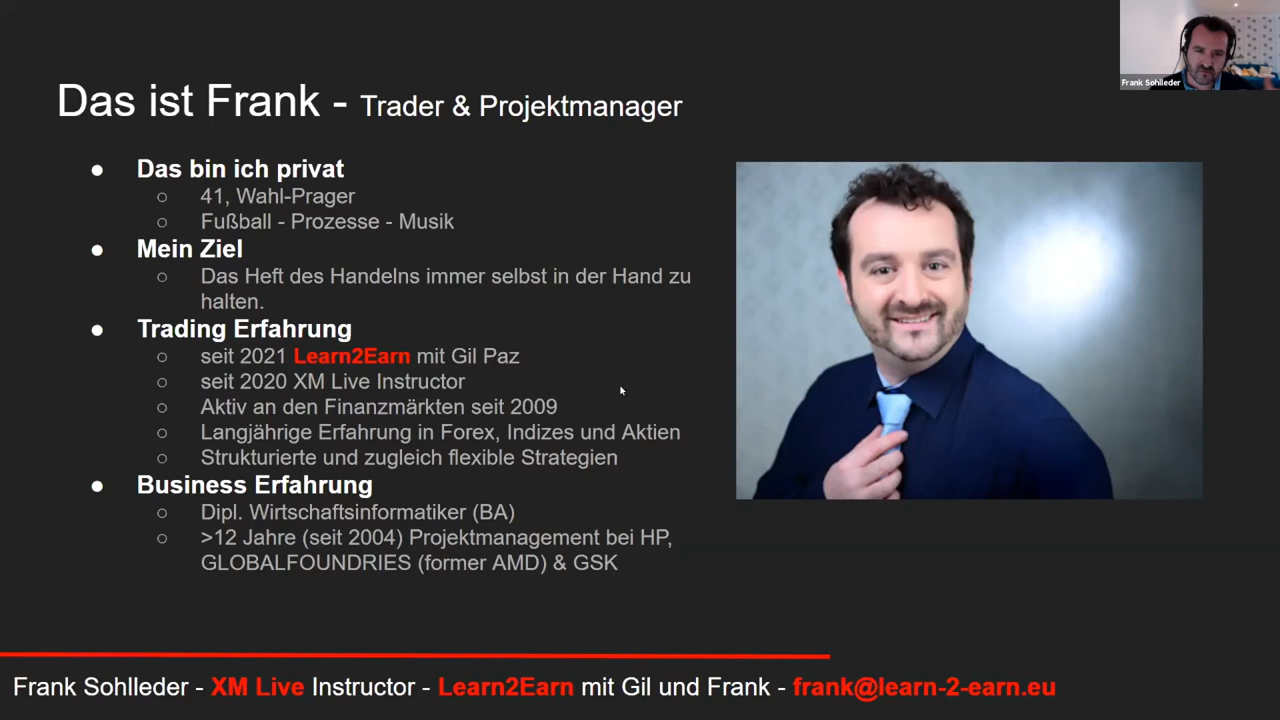 Frank Sohlleder
Das ist Frank - Trader & Projektmanager
● Das bin ich privat
○ 41, Wahl-Prager
○ Fußball - Prozesse - Musik
● Mein Ziel
○ Das Heft des Handelns immer selbst in der Hand zu
halten.
● Trading Erfahrung
○ seit 2021 Learn2Earn mit Gil Paz
○ seit 2020 XM Live Instructor
○ Aktiv an den Finanzmärkten seit 2009
○ Langjährige Erfahrung in Forex, Indizes und Aktien
○ Strukturierte und zugleich flexible Strategien
● Business Erfahrung
○ Dipl. Wirtschaftsinformatiker (BA)
○ >12 Jahre (seit 2004) Projektmanagement bei HP,
GLOBALFOUNDRIES (former AMD) & GSK
Frank Sohlleder - XM Live Instructor - Learn2Earn mit Gil und Frank - frank@learn-2-earn.eu